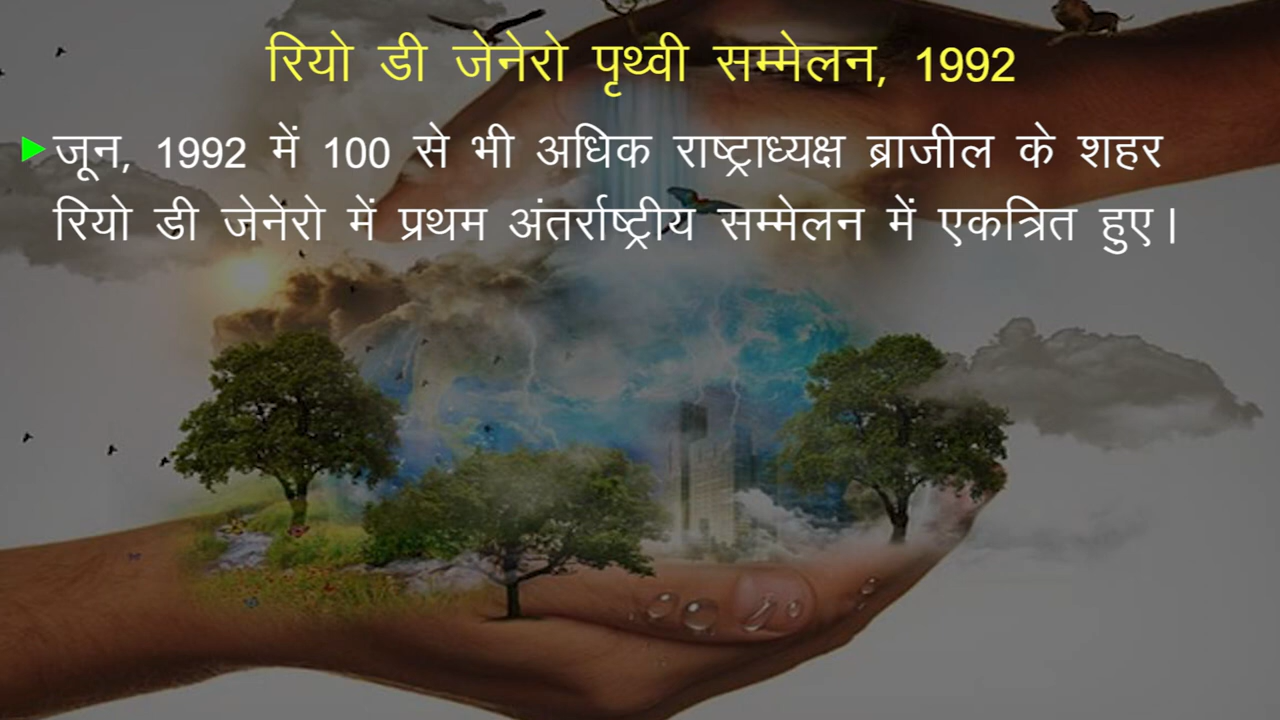 रियो डी जेनेरो पृथ्वी सम्मेलन, 1992
जून, 1992 में 100 से भी अधिक राष्ट्राध्यक्ष ब्राजील के शहर
रियो डी जेनेंरो में प्रथम अंतर्राष्ट्रीय सम्मेलन में एकत्रित हुए।